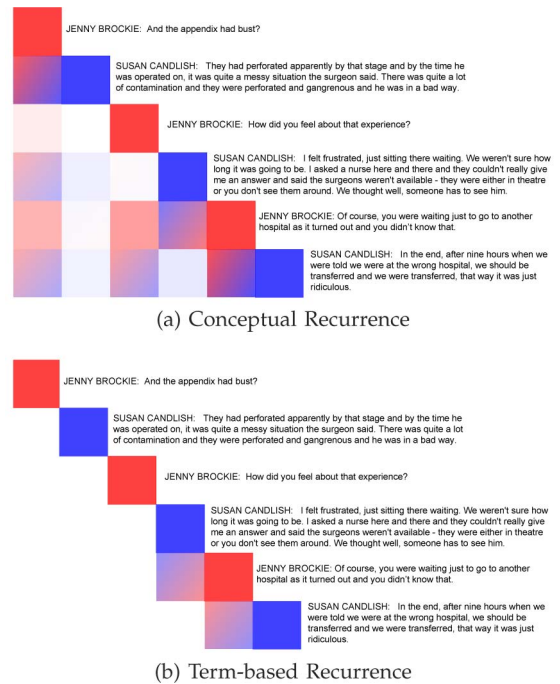 JENNY BROCKIE: And the appendix had bust?
SUSAN CANDLISH: They had perforated apparently by that stage and by the time he
was operated on, it was quite a messy situation the surgeon said. There was quite a lot
of contamination and they were perforated and gangrenous and he was in a bad way.
JENNY BROCKIE: How did you feel about that experience?
SUSAN CANDLISH: I felt frustrated, just sitting there waiting. We weren't sure how
long it was going to be. I asked a nurse here and there and they couldn't really give
me an answer and said the surgeons weren't available - they were either in theatre
or you don't see them around. We thought well, someone has to see him.
JENNY BROCKIE: Of course, you were waiting just to go to another
hospital as it turned out and you didn't know that.
SUSAN CANDLISH: In the end, after nine hours when we
were told we were at the wrong hospital, we should be
transferred and we were transferred, that way it was just
ridiculous.
(a) Conceptual Recurrence
JENNY BROCKIE: And the appendix had bust?
SUSAN CANDLISH: They had perforated apparently by that stage and by the time he
was operated on, it was quite a messy situation the surgeon said. There was quite a lot
of contamination and they were perforated and gangrenous and he was in a bad way.
JENNY BROCKIE: How did you feel about that experience?
SUSAN CANDLISH: I felt frustrated, just sitting there waiting. We weren't sure how
long it was going to be. I asked a nurse here and there and they couldn't really give
me an answer and said the surgeons weren't available - they were either in theatre
or you don't see them around. We thought well, someone has to see him.
JENNY BROCKIE: Of course, you were waiting just to go to another
hospital as it turned out and you didn't know that.
SUSAN CANDLISH: In the end, after nine hours when we
were told we were at the wrong hospital, we should be
transferred and we were transferred, that way it was just
ridiculous.
(b) Term-based Recurrence